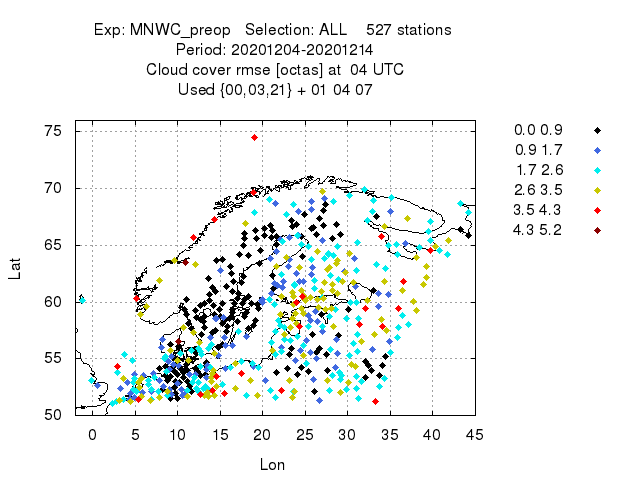 Exp: MNWC_preop Selection: ALL 527 stations
Period: 20201204-20201214
Cloud cover rmse [octas] at 04 UTC
Used {00,03,21} + 01 04 07
75
70
65
60
55
50
Lat
0 5 10 15 20 25 30 35 40 45
Lon
0.0 0.9
0.9 1.7
1.7 2.6
2.6 3.5
3.5 4.3
4.3 5.2